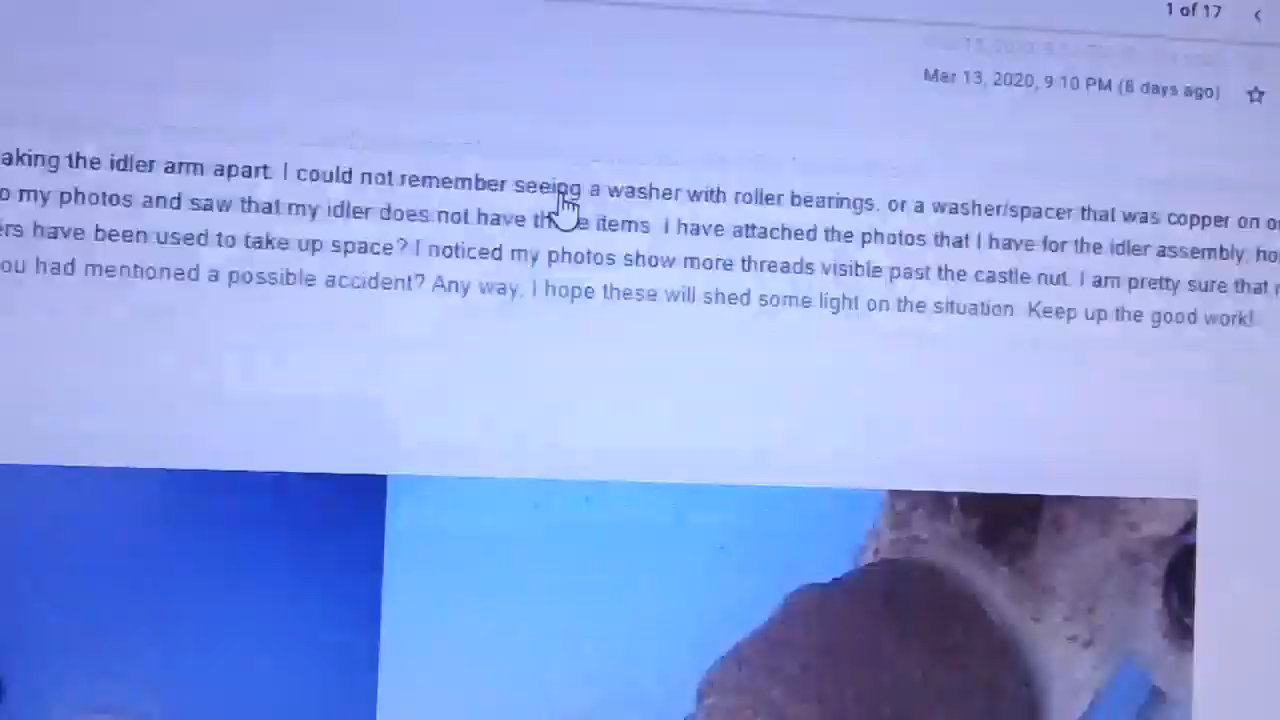 1 of 17
Mar 13, 2020, 9:10 PM (8 days ago)
aking the idler arm apart. I could not remember seeing a washer with roller bearings, or a washer/spacer that was copper on
my photos and saw that my idler does not have items. I have attached the photos that I have for the idler assembly,
have been used to take up space? I noticed my photos show more threads visible past the castle nut. I am pretty sure that
ou had mentioned a possible accident? Any way, I hope these will shed some light on the situation. Keep up the good work!